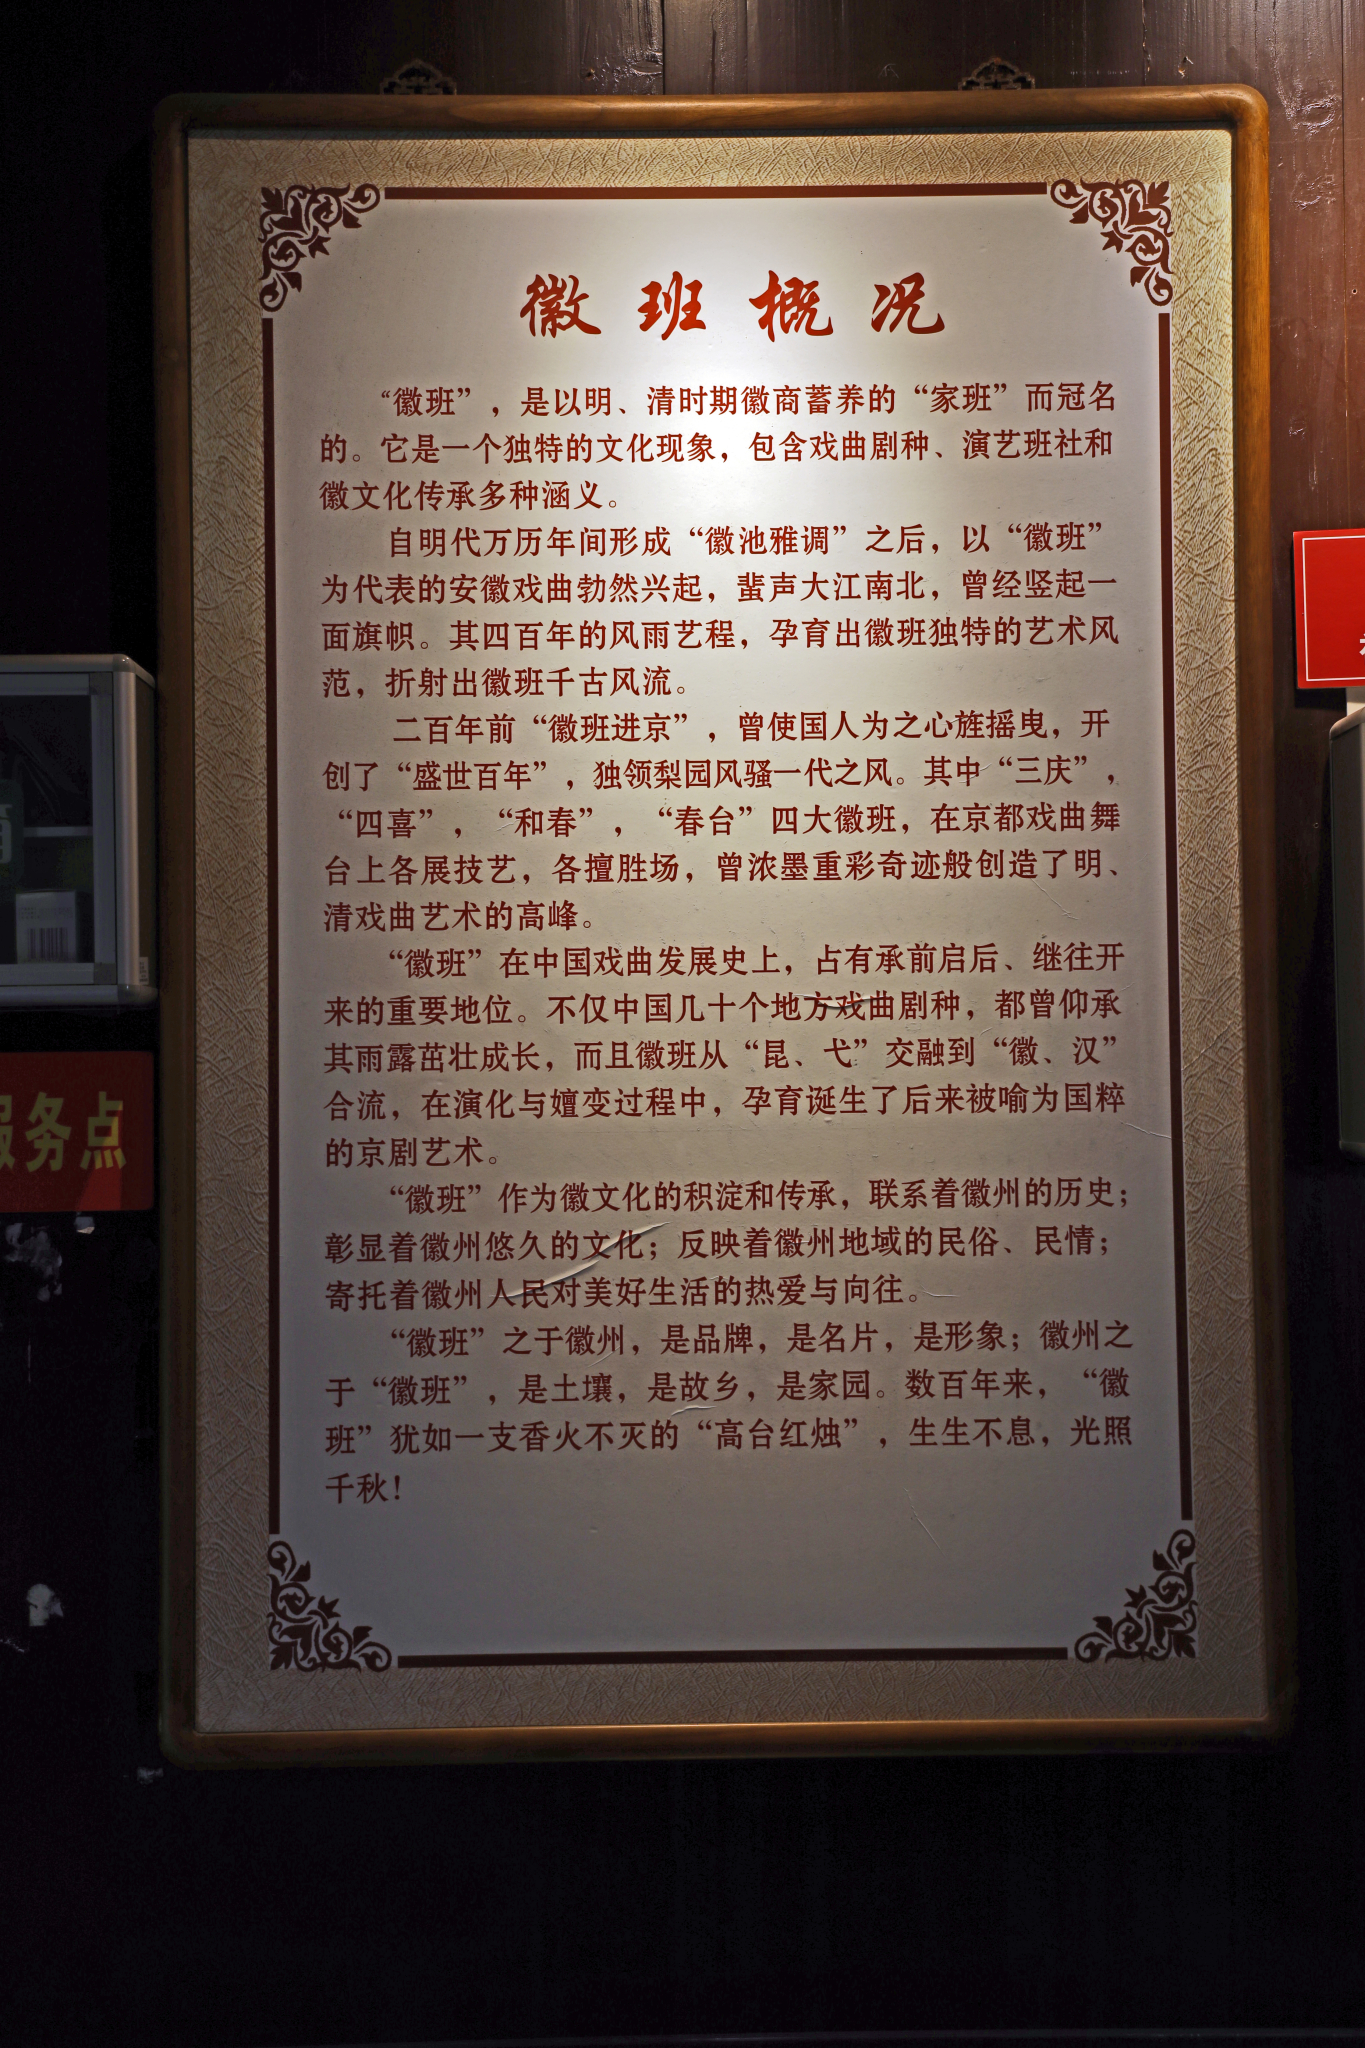 徽班概况
“徽班”，是以明、清时期徽商蓄养的“家班”而冠名
的。它是一个独特的文化现象，包含戏曲剧种、演艺班社和
徽文化传承多种涵义。
自明代万历年间形成“徽池雅调”之后，以“徽班”
为代表的安徽戏曲勃然兴起，蜚声大江南北，曾经竖起一
面旗帜。其四百年的风雨艺程，孕育出徽班独特的艺术风
范，折射出徽班千古风流。
二百年前“徽班进京”，曾使国人为之心旌摇曳，开
创了“盛世百年”，独领梨园风骚一代之风。其中“三庆”，
“四喜”，“和春”，“春台”四大徽班，在京都戏曲舞
台上各展技艺，各擅胜场，曾浓墨重彩奇迹般创造了明、
清戏曲艺术的高峰。
“徽班”在中国戏曲发展史上，占有承前启后、继往开
来的重要地位。不仅中国几十个地方戏曲剧种，都曾仰承
其雨露茁壮成长，而且徽班从“昆、弋”交融到“徽、汉”
合流，在演化与嬗变过程中，孕育诞生了后来被喻为国粹
的京剧艺术。
“徽班”作为徽文化的积淀和传承，联系着徽州的历史；
彰显着徽州悠久的文化；反映着徽州地域的民俗、民情；
寄托着徽州人民对美好生活的热爱与向往。
“徽班”之于徽州，是品牌，是名片，是形象；徽州之
于“徽班”，是土壤，是故乡，是家园。数百年来，“徽
班”犹如一支香火不灭的“高台红烛”，生生不息，光照
千秋！
服务点